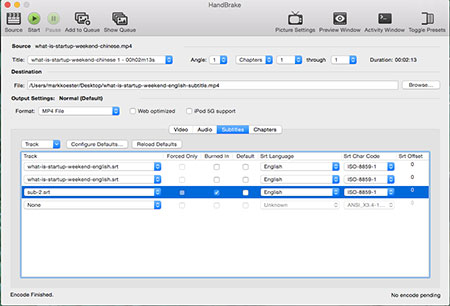 HandBrake
Source Start Pause Add to Queue Show Queue Picture Settings Preview Window Activity Window Toggle Presets
Source what-is-startup-weekend-chinese.mp4
Title: what-is-startup-weekend-chinese 1 - 00h02m13s Angle: 1 Chapters 1 through 1 Duration: 00:02:13
Destination
File: /Users/markkoester/Desktop/what-is-startup-weekend-english-subtitle.mp4 Browse...
Output Settings: Normal (Default)
Format: MP4 File Web optimized iPod 5G support
Video Audio Subtitles Chapters
Track Configure Defaults... Reload Defaults
Track Forced Only Burned In Default Srt Language Srt Char Code Srt Offset
what-is-startup-weekend-english.srt English ISO-8859-1 0
what-is-startup-weekend-english.srt English ISO-8859-1 0
sub-2.srt English ISO-8859-1 0
None Unknown ANSI_X3.4-1...
Encode Finished. No encode pending